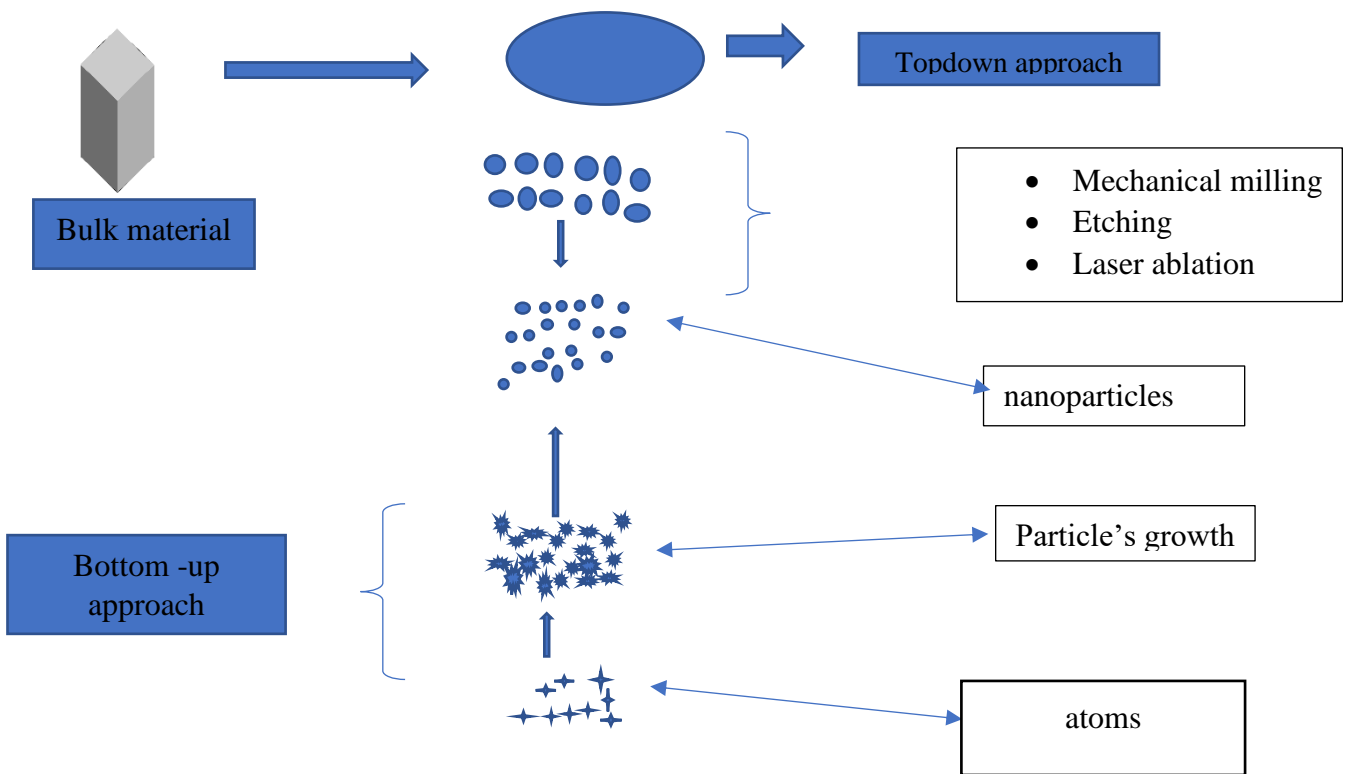 Topdown approach
Bulk material
• Mechanical milling
• Etching
• Laser ablation
nanoparticles
Particle’s growth
Bottom -up
approach
atoms